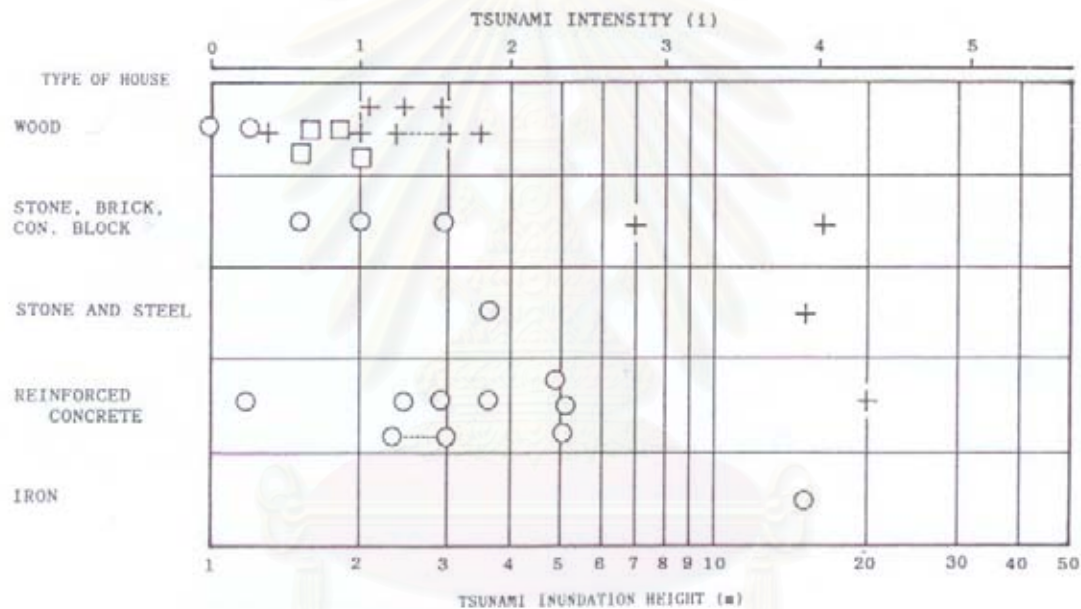 TSUNAMI INTENSITY (i)
0 1 2 3 4 5
TYPE OF HOUSE
WOOD
STONE, BRICK,
CON. BLOCK
STONE AND STEEL
REINFORCED
CONCRETE
IRON
1 2 3 4 5 6 7 8 9 10 20 30 40 50
TSUNAMI INUNDATION HEIGHT (m)